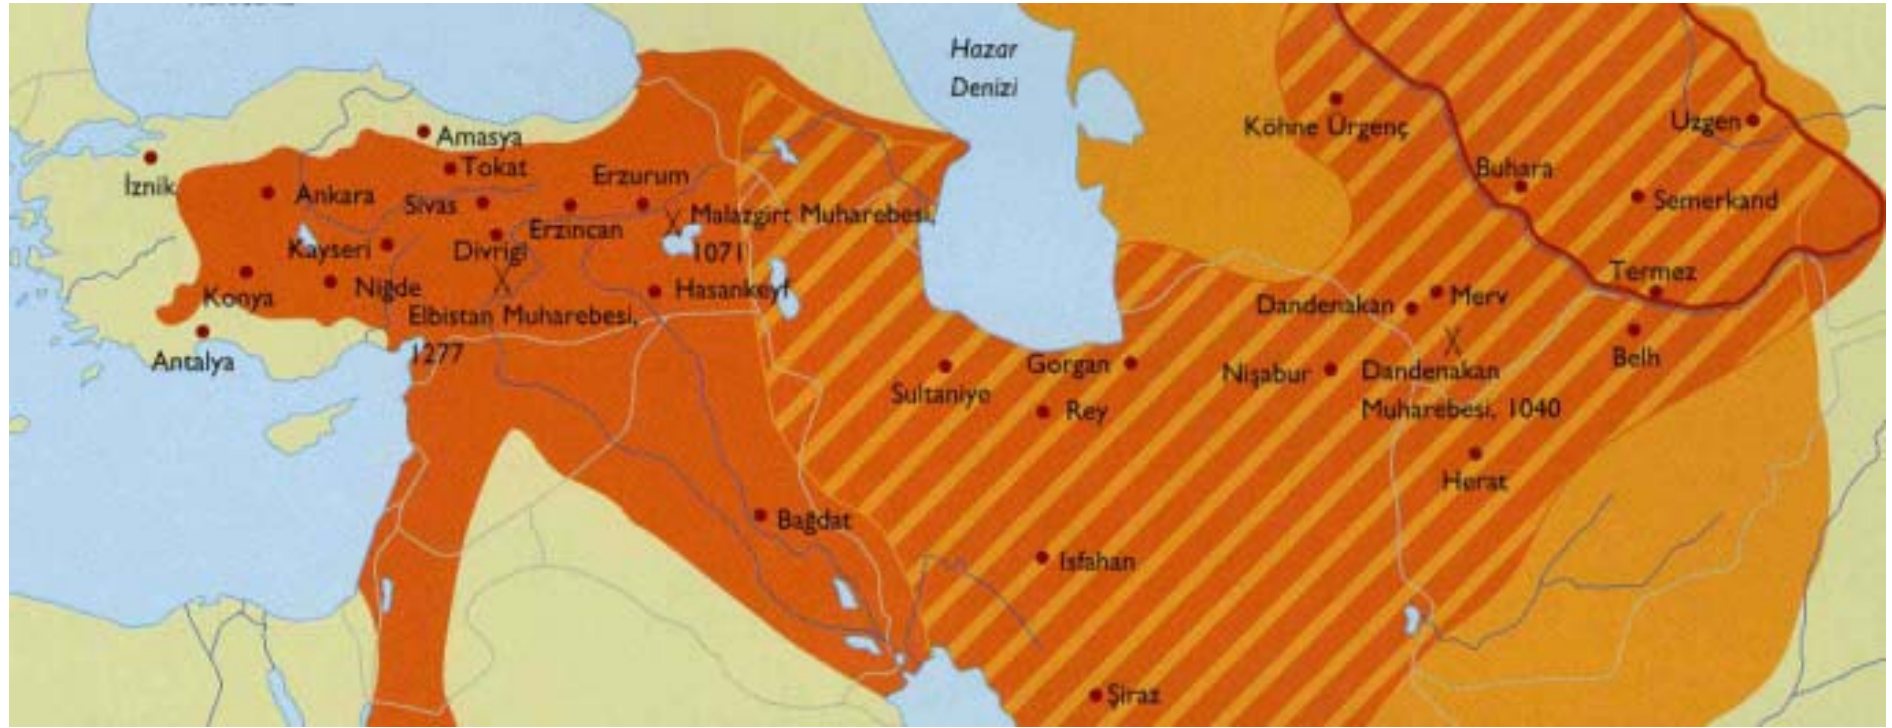 Hazar
Denizi
Köhne Ürgenç
Uzgen
Amasya
Tokat
İznik
Ankara
Sivas
Erzurum
Erzincan
Malazgirt Muharebesi,
1071
Buhara
Semerkand
Kayseri
Divrigi
Konya
Niğde
Hasankeyf
Elbistan Muharebesi,
1277
Antalya
Termez
Dandenakan
Merv
Belh
Sultaniye
Gorgan
Rey
Nişabur
Dandenakan
Muharebesi, 1040
Herat
Bağdat
Isfahan
Şiraz